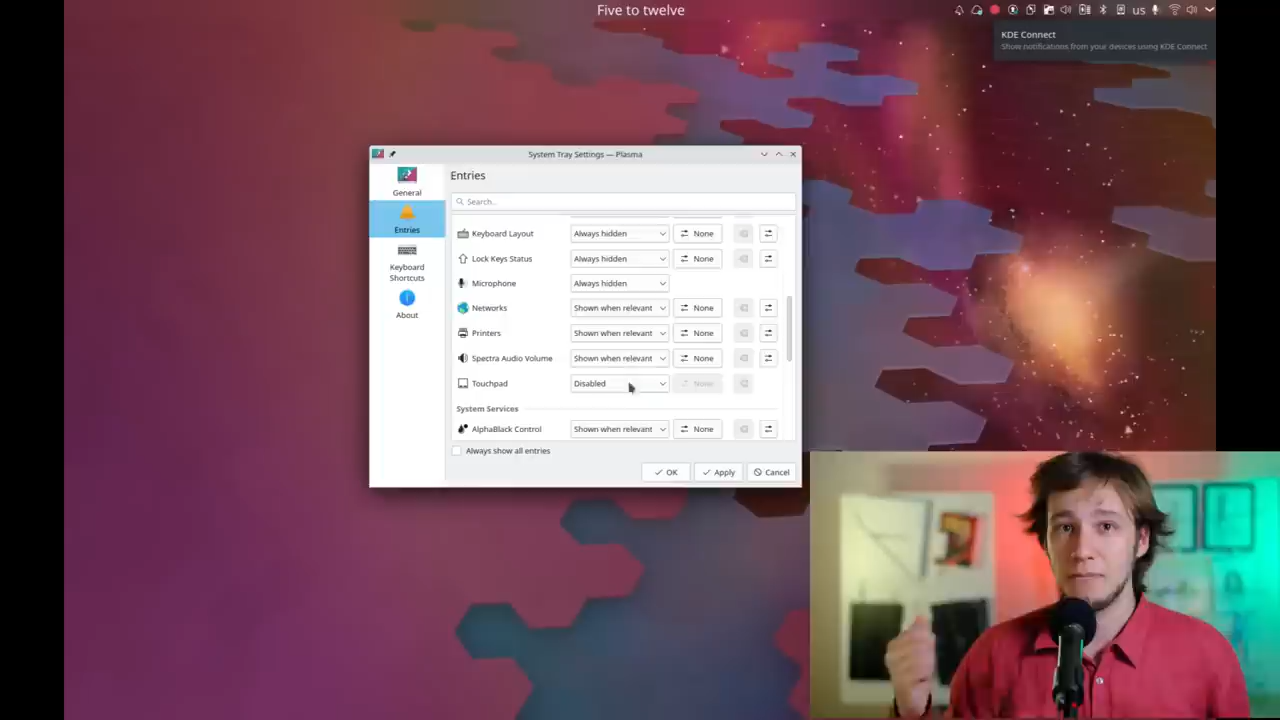 Five to twelve
us
KDE Connect
Show notifications from your devices using KDE Connect
System Tray Settings — Plasma
General
Entries
Keyboard
Shortcuts
About
Entries
Search...
Keyboard Layout Always hidden None
Lock Keys Status Always hidden None
Microphone Always hidden
Networks Shown when relevant None
Printers Shown when relevant None
Spectra Audio Volume Shown when relevant None
Touchpad Disabled None
System Services
AlphaBlack Control Shown when relevant None
Always show all entries
OK Apply Cancel